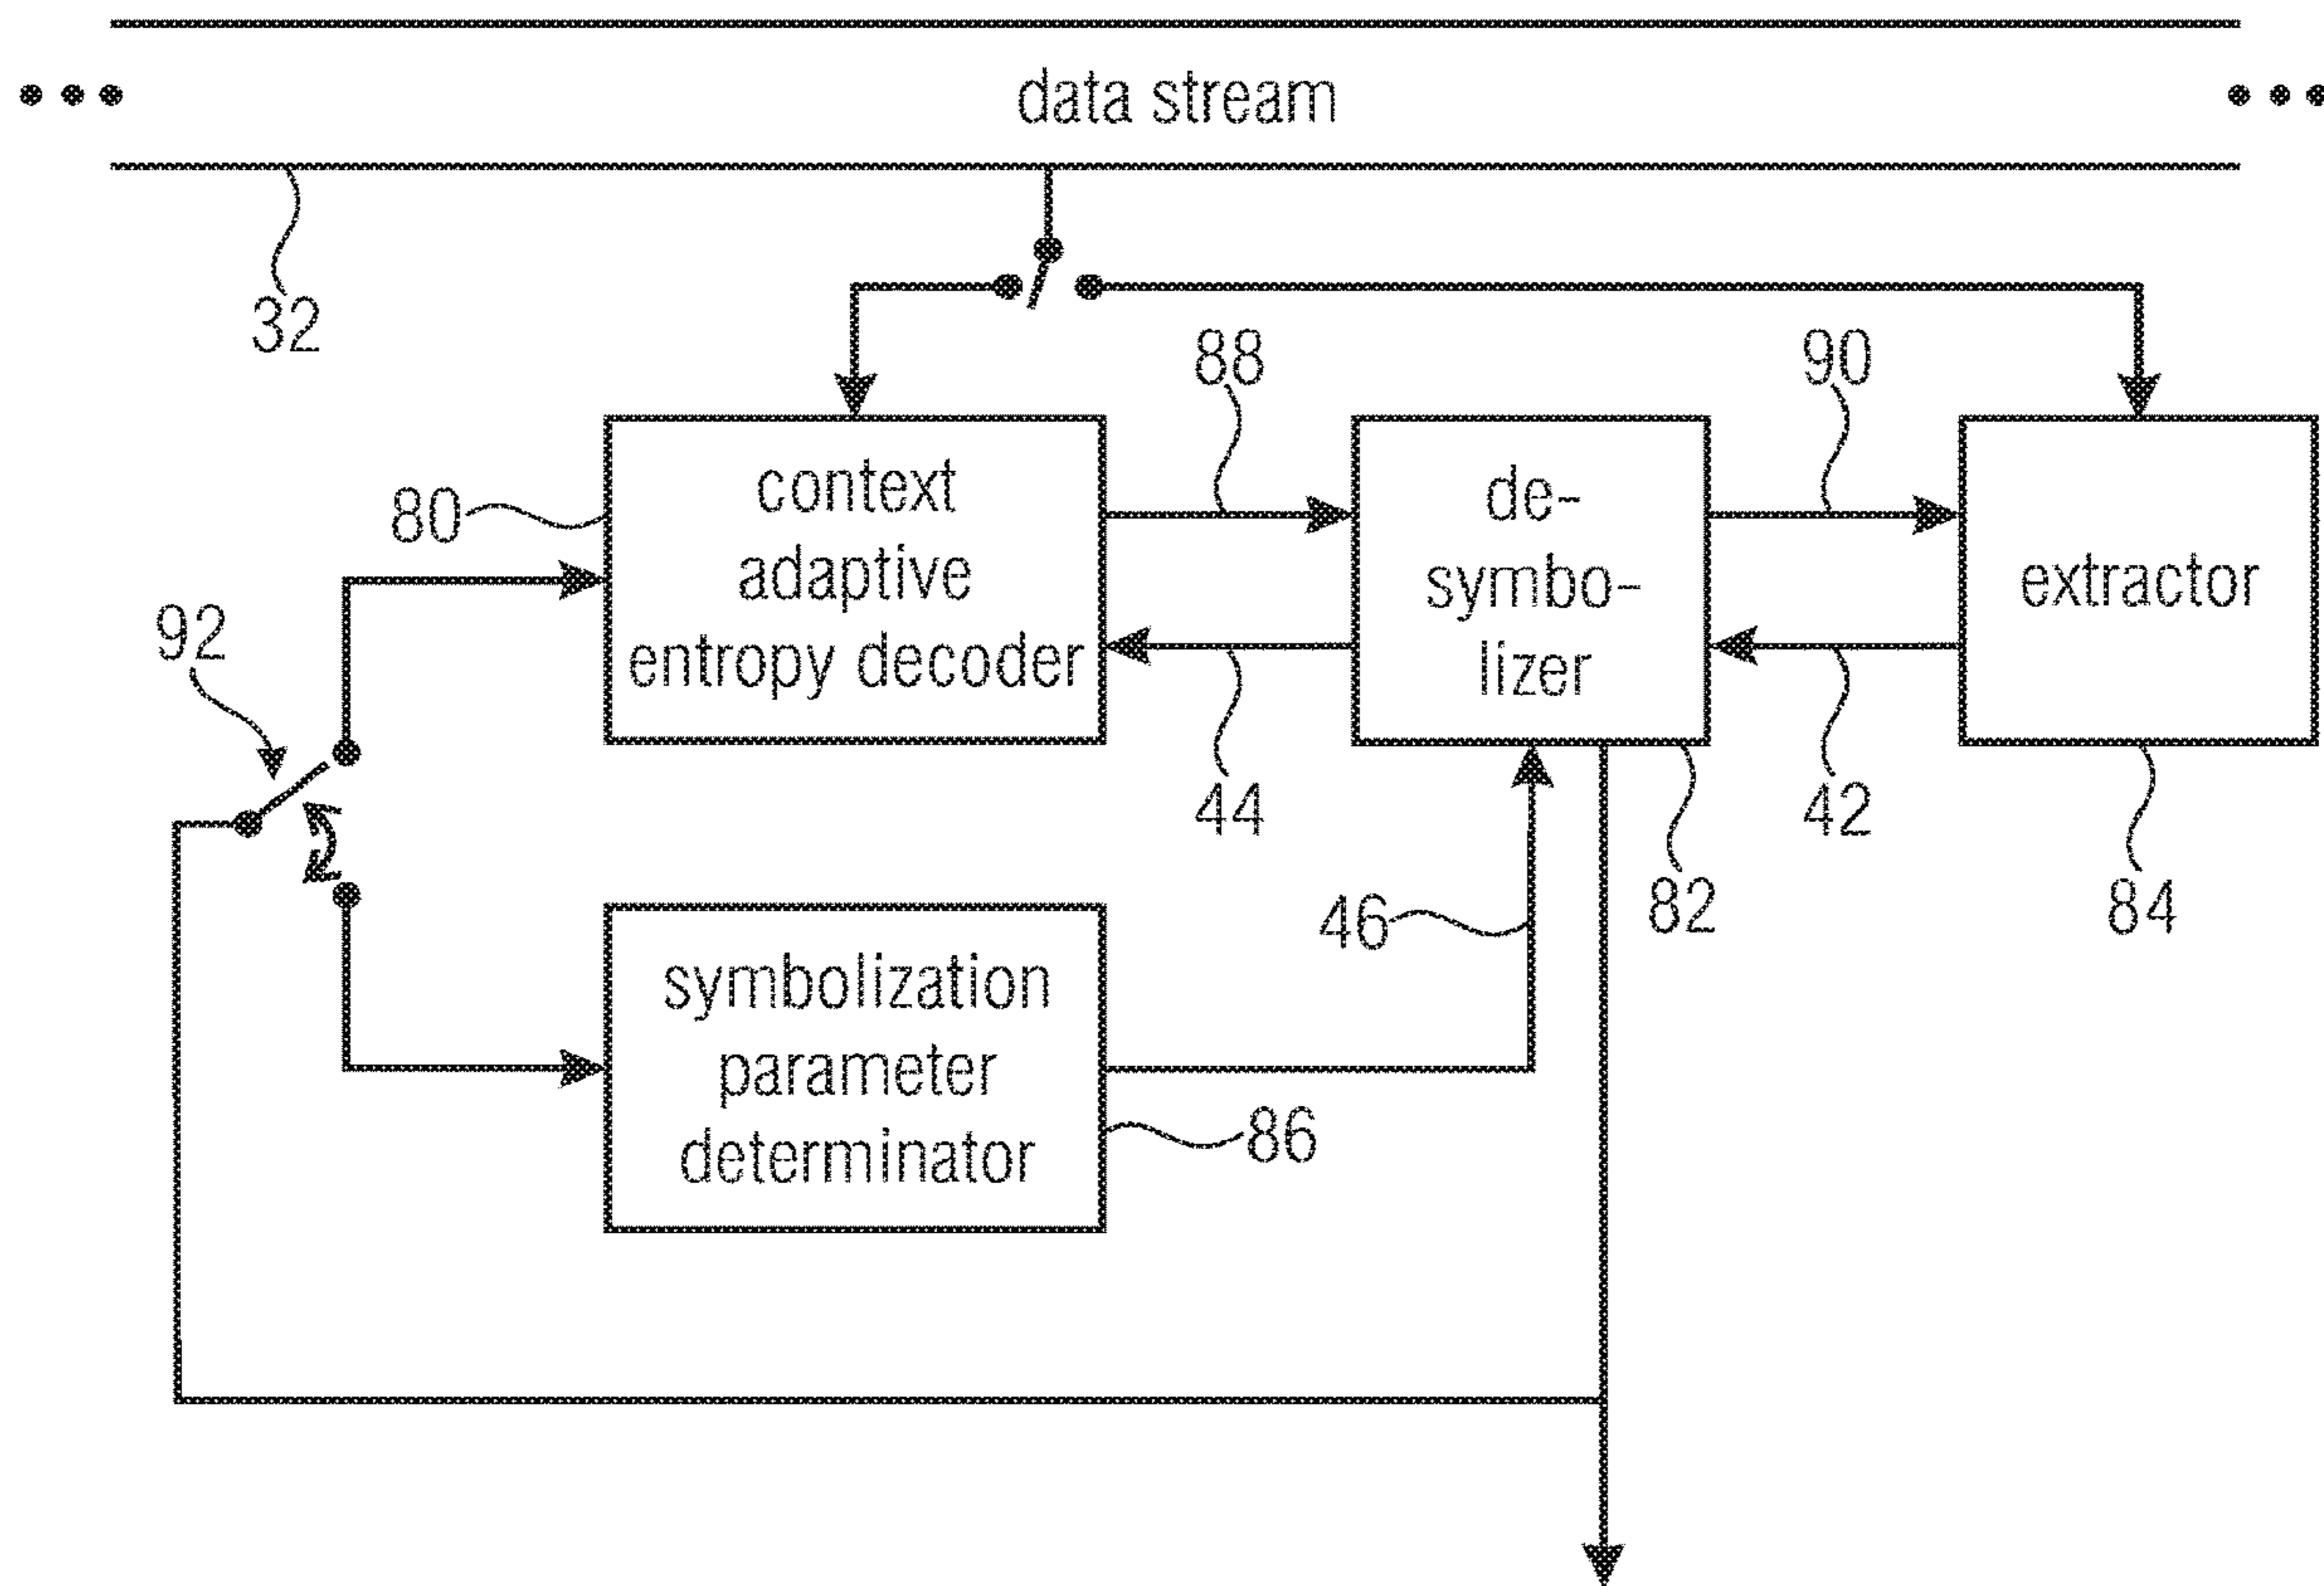 data stream
32
88
90
80
context
adaptive
entropy decoder
de-
symbo-
lizer
extractor
92
44
42
46
82
84
symbolization
parameter
determinator
86